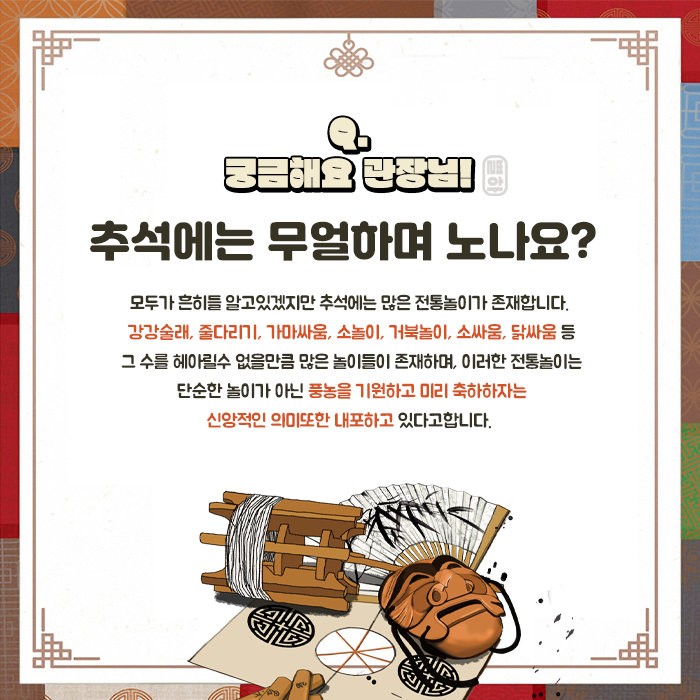 Q.
궁금해요 관장님!
추석에는 무얼하며 노나요?
모두가 흔히들 알고있겠지만 추석에는 많은 전통놀이가 존재합니다.
강강술래, 줄다리기, 가마싸움, 소놀이, 거북놀이, 소싸움, 닭싸움 등
그 수를 헤아릴수 없을만큼 많은 놀이들이 존재하며, 이러한 전통놀이는
단순한 놀이가 아닌 풍농을 기원하고 미리 축하하자는
신앙적인 의미또한 내포하고 있다고합니다.